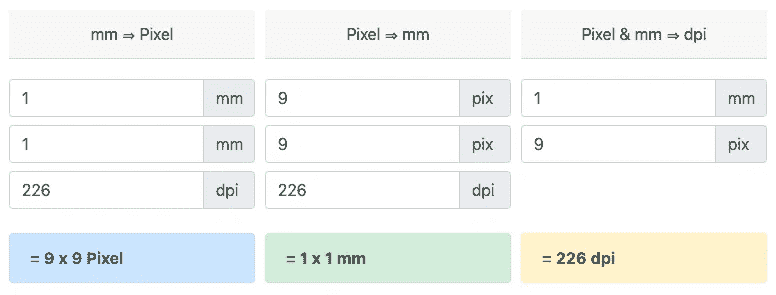 mm ⇒ Pixel
Pixel ⇒ mm
Pixel & mm ⇒ dpi
1 mm
9 pix
1 mm
1 mm
9 pix
9 pix
226 dpi
226 dpi
= 9 x 9 Pixel
= 1 x 1 mm
= 226 dpi